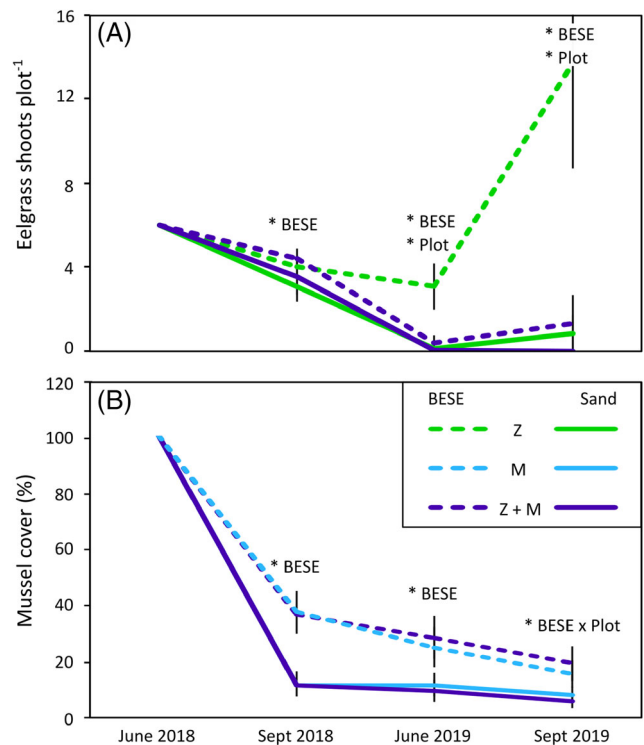 (A)
Eelgrass shoots plot-1
16
12
8
4
0
* BESE
* BESE
* Plot
* BESE
* Plot
(B)
Mussel cover (%)
120
100
80
60
40
20
0
BESE Sand
Z
M
Z + M
* BESE
* BESE
* BESE x Plot
June 2018 Sept 2018 June 2019 Sept 2019